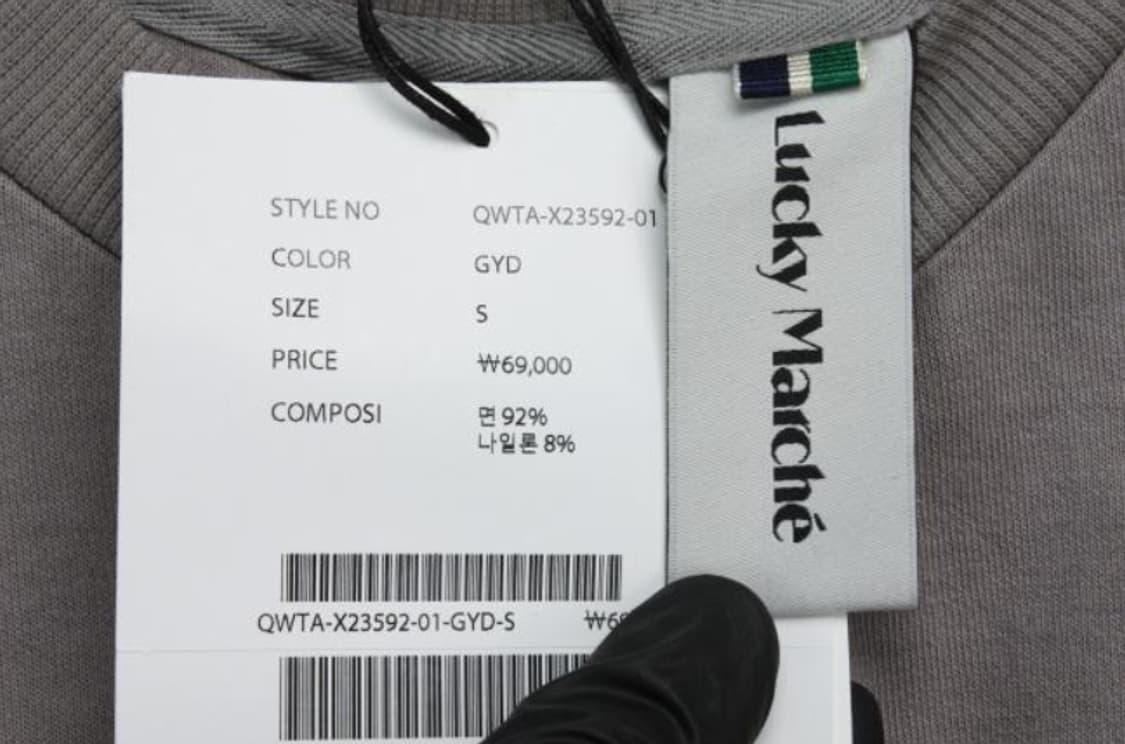 STYLE NO QWTA-X23592-01
COLOR GYD
SIZE S
PRICE ₩69,000
COMPOSI 면 92%
나일론 8%
QWTA-X23592-01-GYD-S ₩69
Lucky Marché